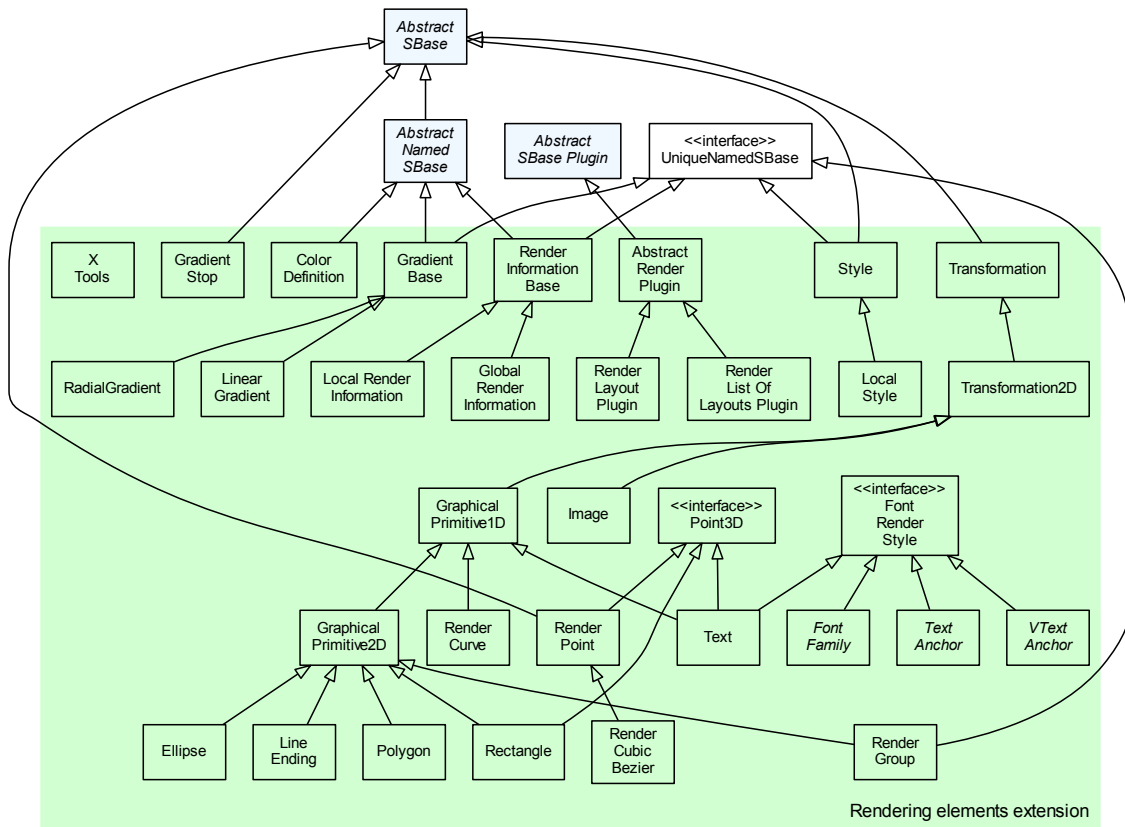 Abstract
SBase
Abstract
Named
SBase
Abstract
SBase Plugin
<<interface>>
UniqueNamedSBase
X
Tools
Gradient
Stop
Color
Definition
Gradient
Base
Render
Information
Base
Abstract
Render
Plugin
Style
Transformation
RadialGradient
Linear
Gradient
Local Render
Information
Global
Render
Information
Render
Layout
Plugin
Render
List Of
Layouts Plugin
Local
Style
Transformation2D
Graphical
Primitive1D
Image
<<interface>>
Point3D
<<interface>>
Font
Render
Style
Graphical
Primitive2D
Render
Curve
Render
Point
Text
Font
Family
Text
Anchor
VText
Anchor
Ellipse
Line
Ending
Polygon
Rectangle
Render
Cubic
Bezier
Render
Group
Rendering elements extension